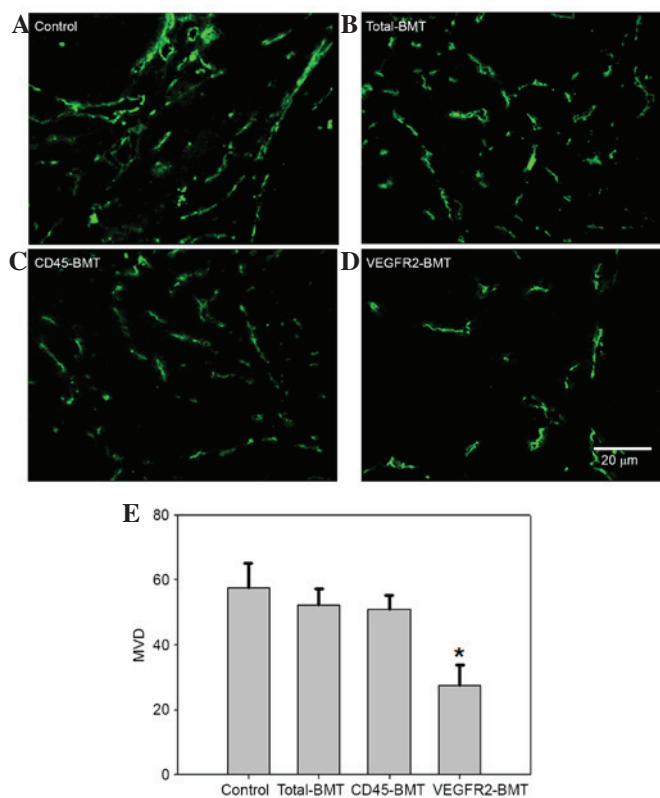 A
Control
B
Total-BMT
C
CD45-BMT
D
VEGFR2-BMT
20 μm
E
80
60
40
20
0
MVD
*
Control Total-BMT CD45-BMT VEGFR2-BMT